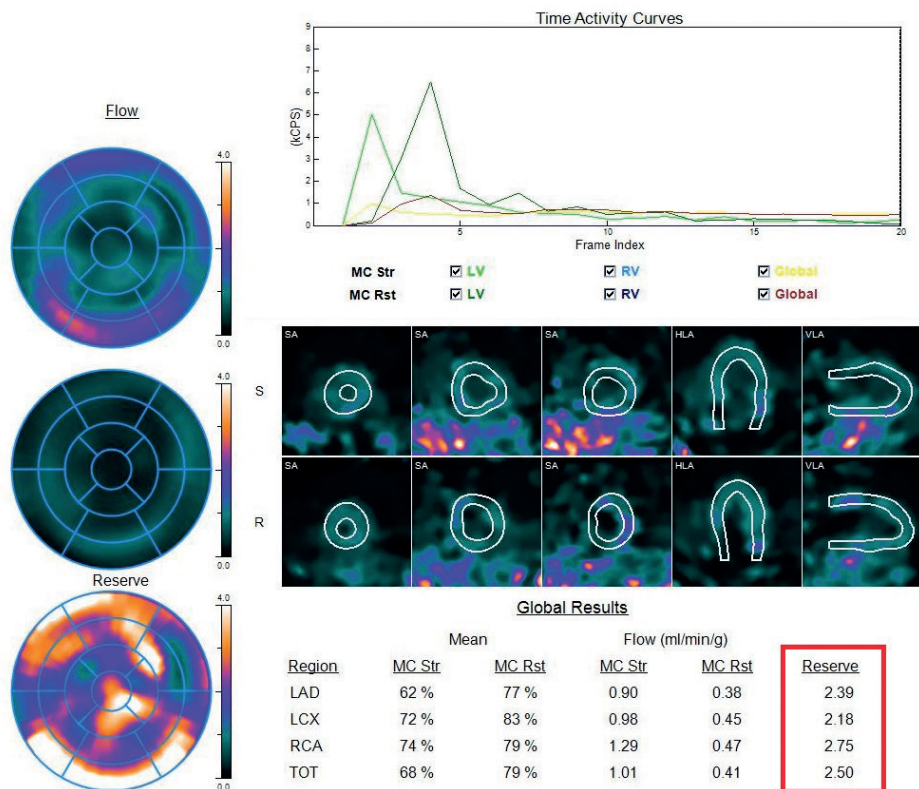 Time Activity Curves
9
8
7
6
5
4
3
2
1
0
(kCPS)
5 10 15 20
Frame Index
MC Str LV RV Global
MC Rst LV RV Global
Flow
4.0
0.0
4.0
0.0
Reserve
4.0
0.0
S
SA SA SA HLA VLA
R
SA SA SA HLA VLA
Global Results
Mean Flow (ml/min/g)
Region MC Str MC Rst MC Str MC Rst Reserve
LAD 62 % 77 % 0.90 0.38 2.39
LCX 72 % 83 % 0.98 0.45 2.18
RCA 74 % 79 % 1.29 0.47 2.75
TOT 68 % 79 % 1.01 0.41 2.50